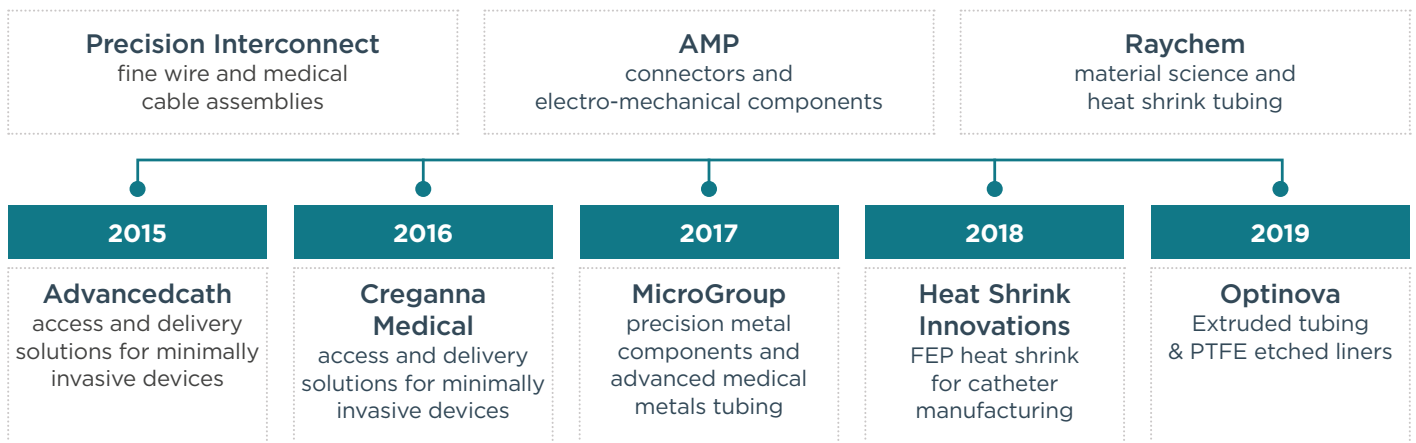 Precision Interconnect
fine wire and medical
cable assemblies
AMP
connectors and
electro-mechanical components
Raychem
material science and
heat shrink tubing
2015
Advancedcath
access and delivery
solutions for minimally
invasive devices
2016
Creganna
Medical
access and delivery
solutions for minimally
invasive devices
2017
MicroGroup
precision metal
components and
advanced medical
metals tubing
2018
Heat Shrink
Innovations
FEP heat shrink
for catheter
manufacturing
2019
Optinova
Extruded tubing
& PTFE etched liners